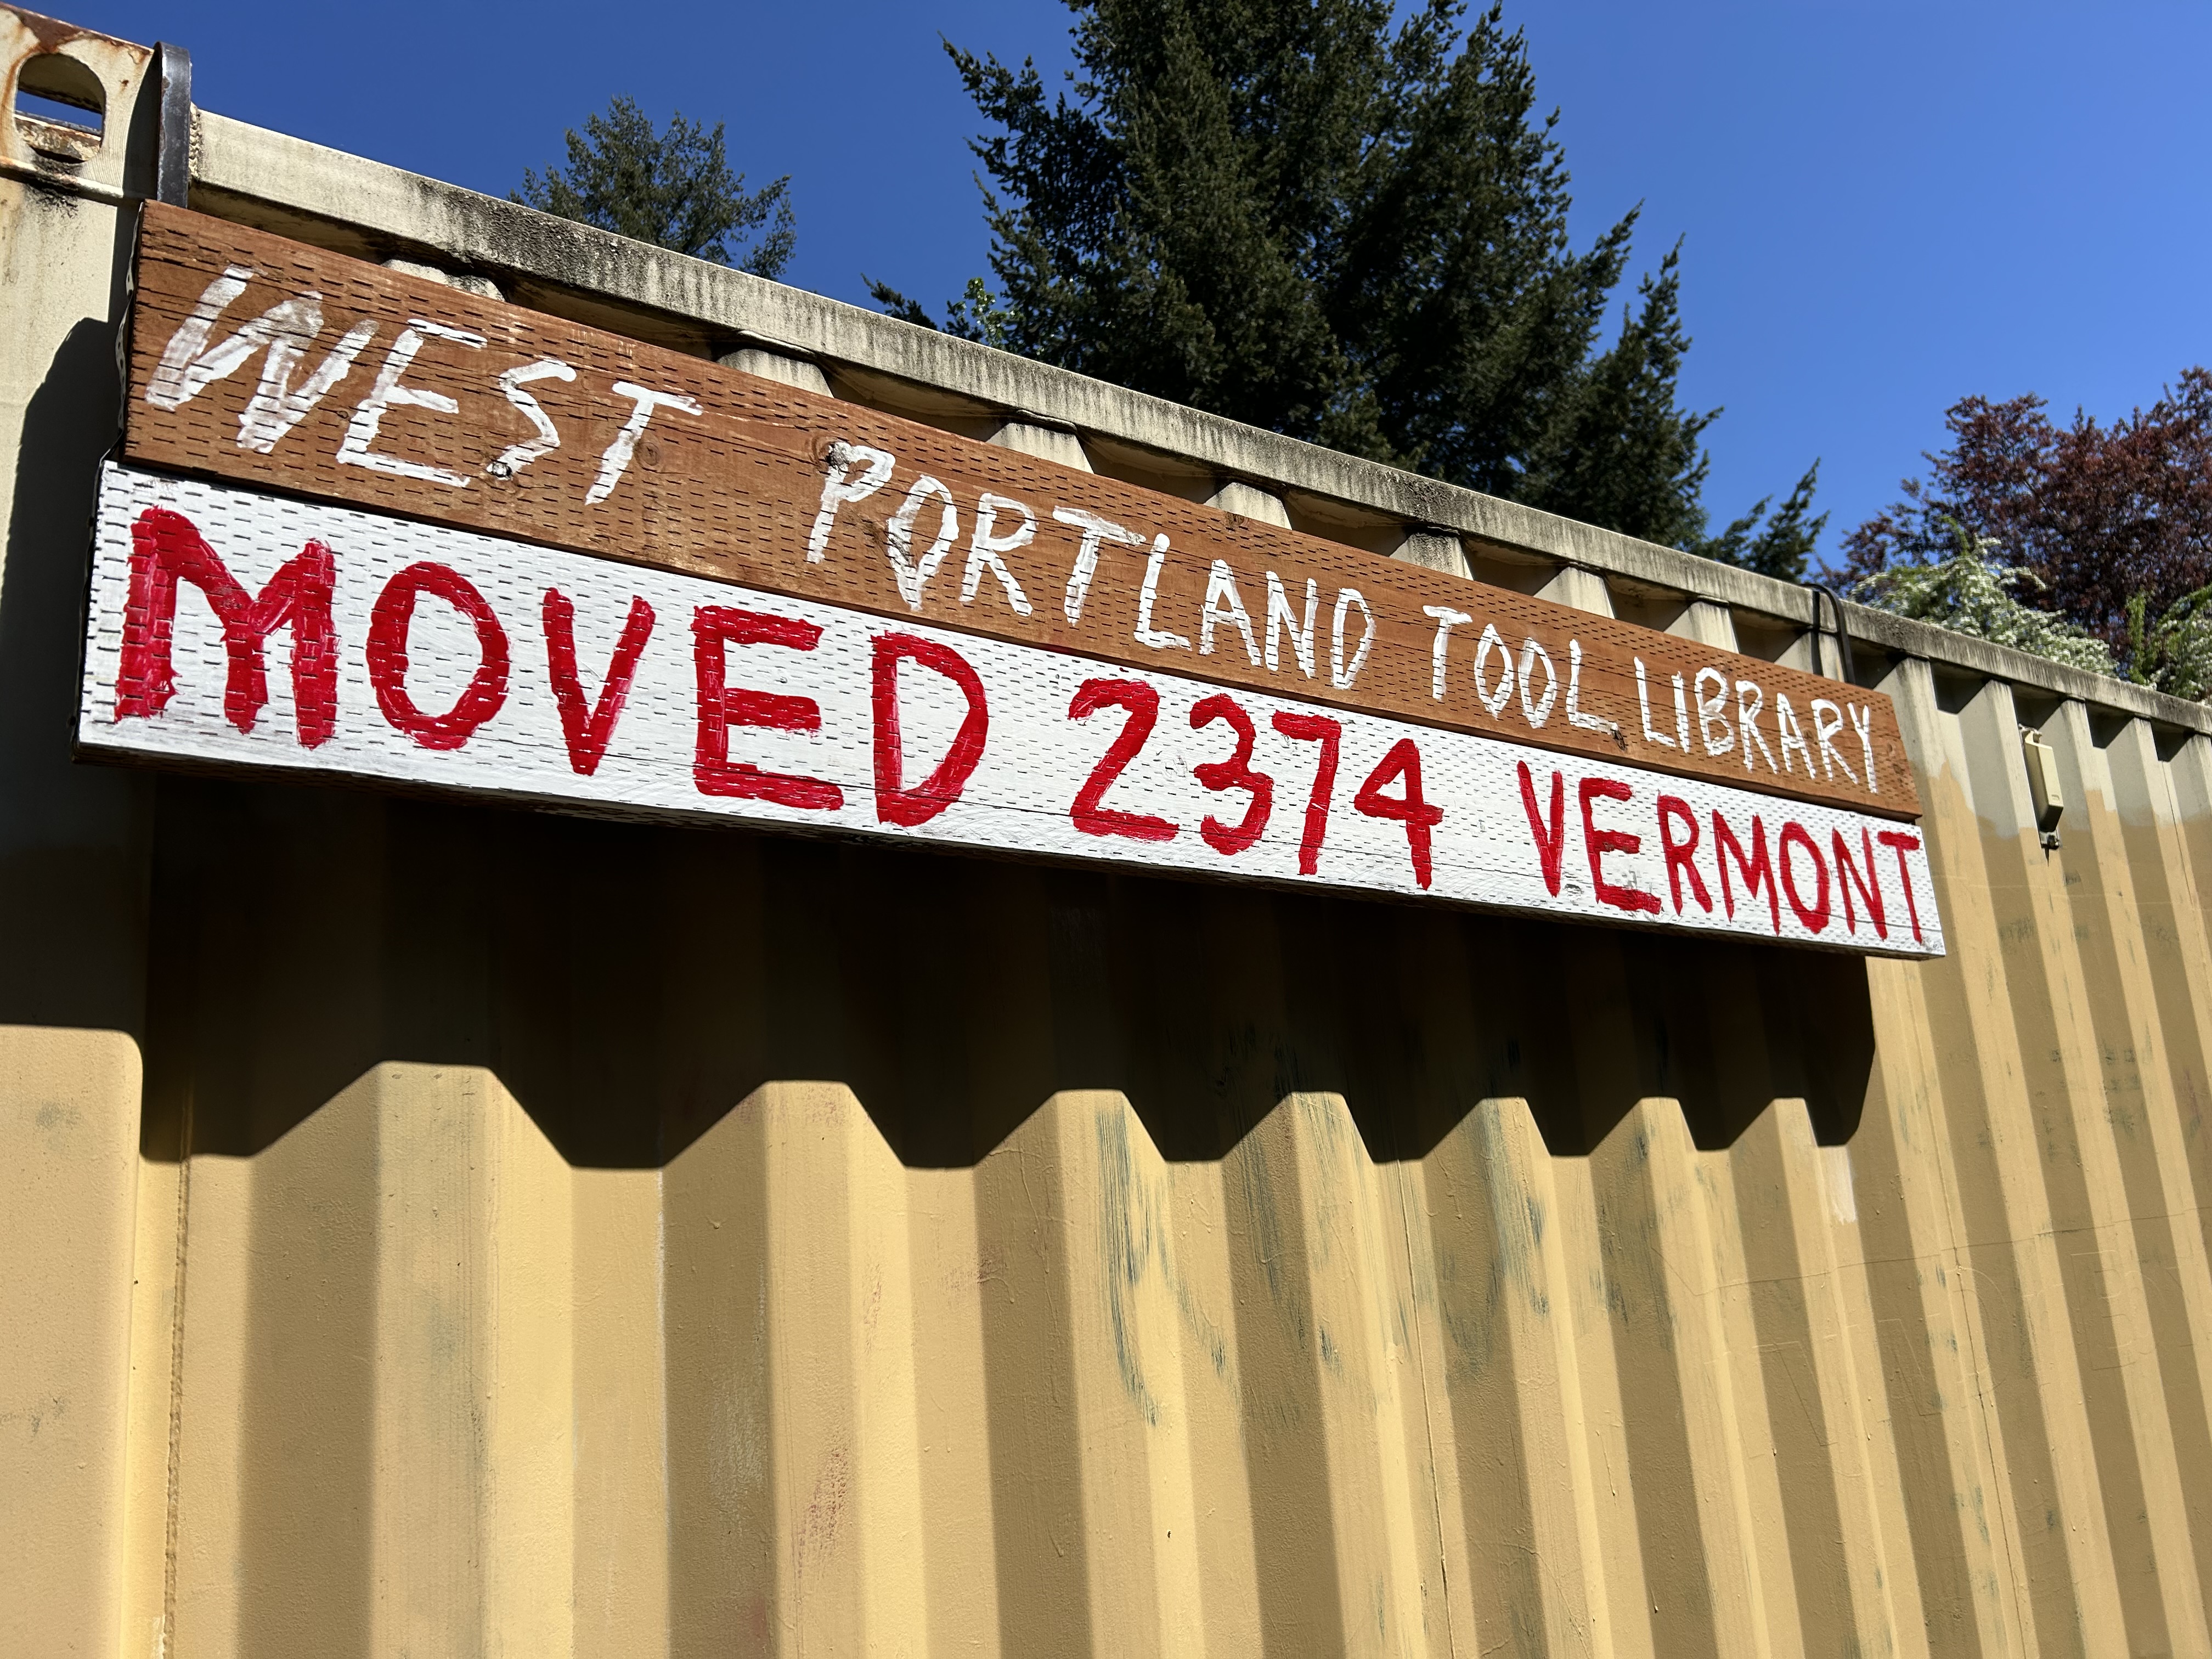 WEST PORTLAND TOOL LIBRARY
MOVED 2374 VERMONT